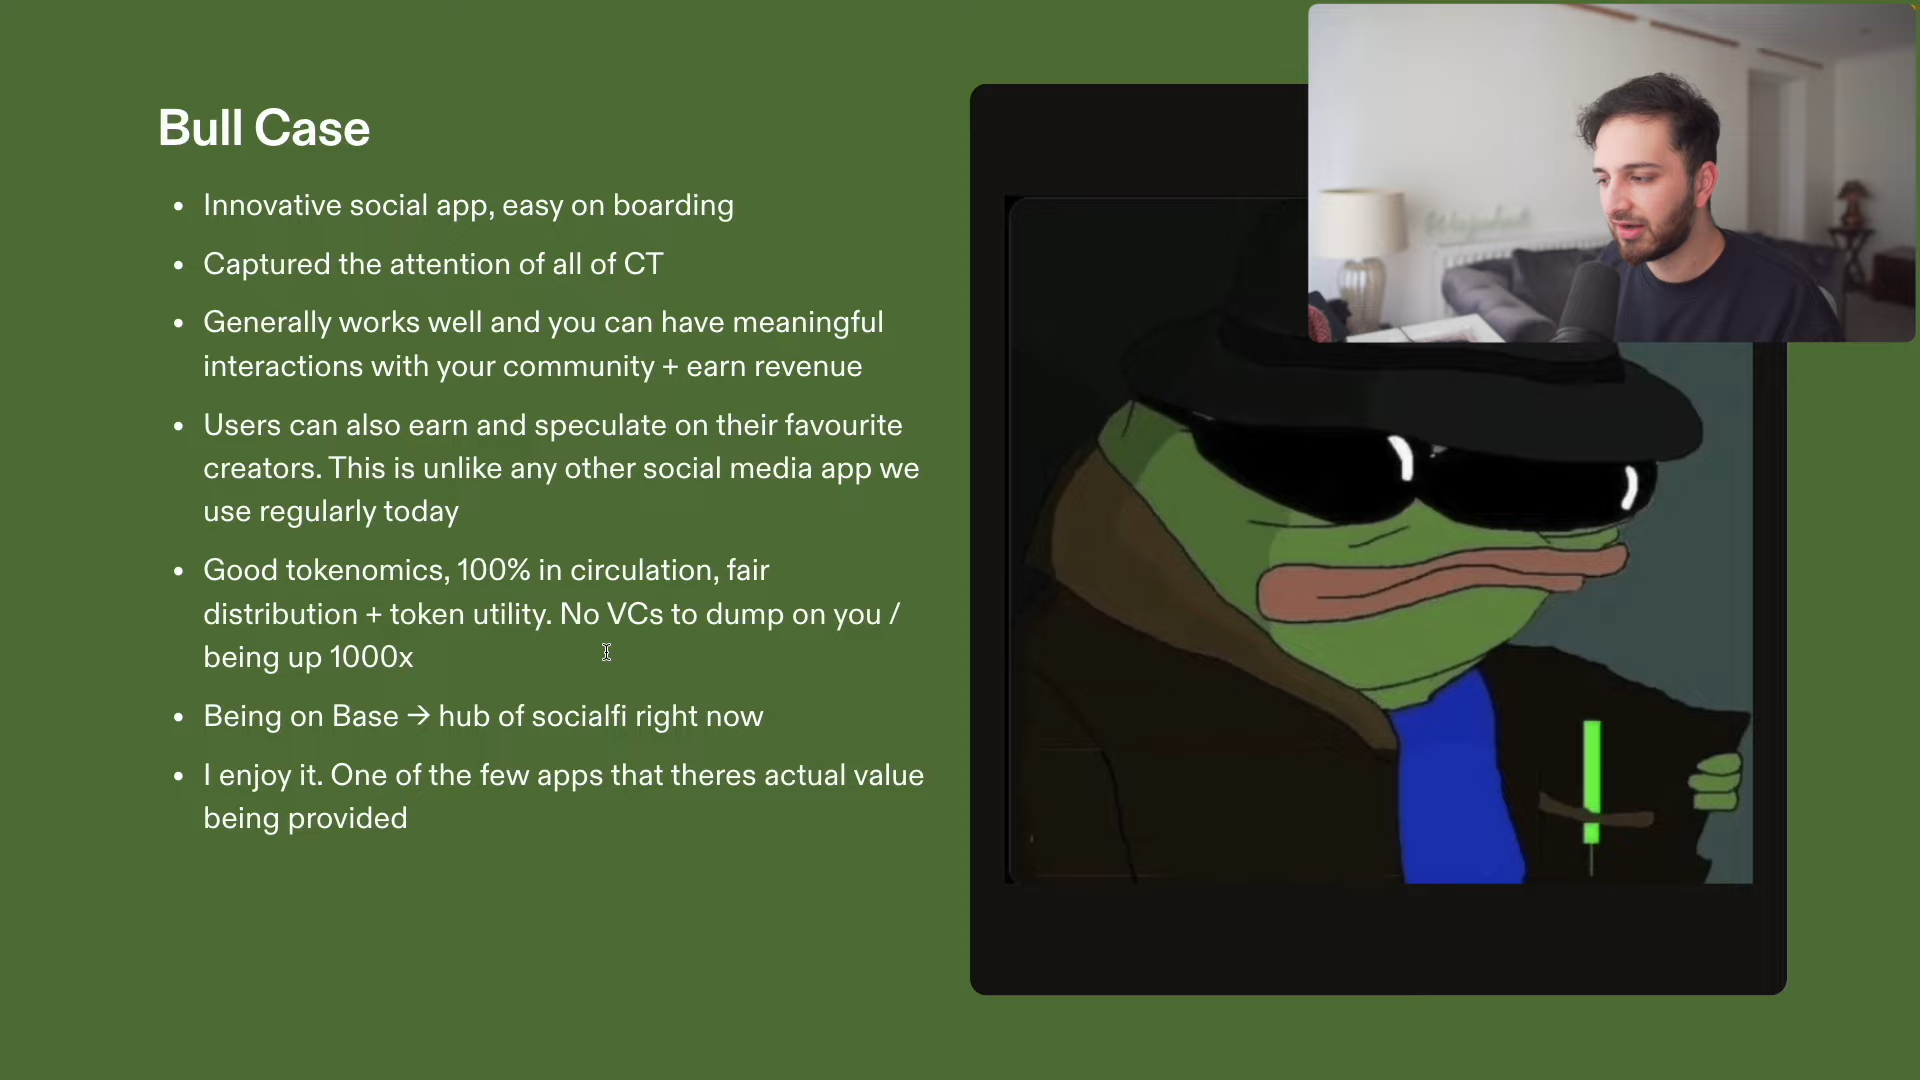 Bull Case
• Innovative social app, easy on boarding
• Captured the attention of all of CT
• Generally works well and you can have meaningful
interactions with your community + earn revenue
• Users can also earn and speculate on their favourite
creators. This is unlike any other social media app we
use regularly today
• Good tokenomics, 100% in circulation, fair
distribution + token utility. No VCs to dump on you /
being up 1000x
• Being on Base → hub of socialfi right now
• I enjoy it. One of the few apps that theres actual value
being provided